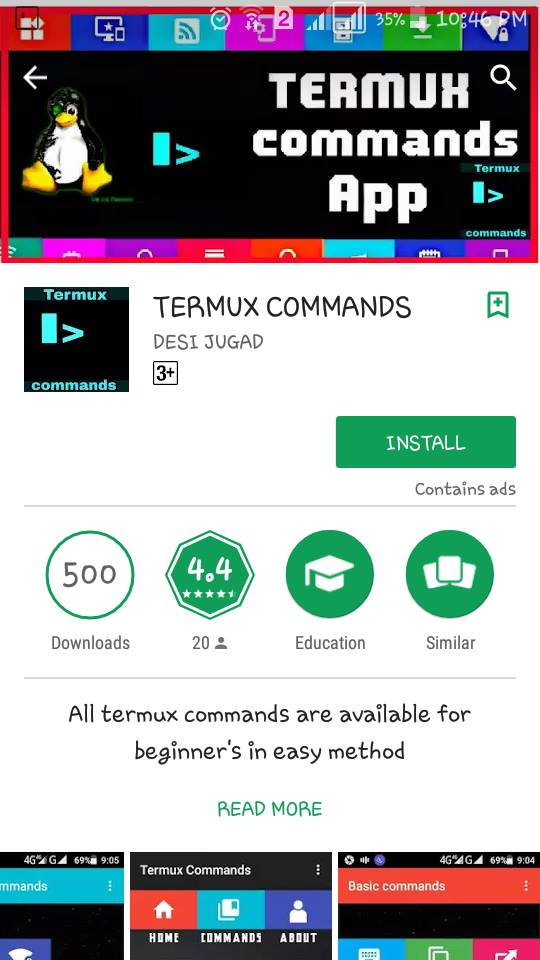 2 35% 10:46 PM
TERMUX
commands
App
Termux
commands
Termux
commands
TERMUX COMMANDS
DESI JUGAD
3+
INSTALL
Contains ads
500
4.4
Downloads
20
Education
Similar
All termux commands are available for
beginner's in easy method
READ MORE
4G G 69% 9:05
mmands
Termux Commands
HOME COMMANDS ABOUT
4G G 69% 9:04
Basic commands